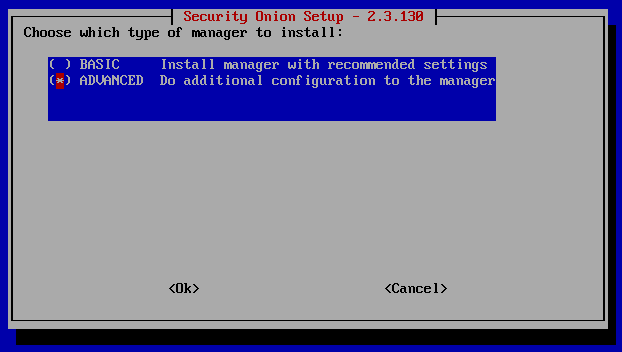 Security Onion Setup - 2.3.130
Choose which type of manager to install:
( ) BASIC Install manager with recommended settings
(*) ADVANCED Do additional configuration to the manager
<Ok> <Cancel>